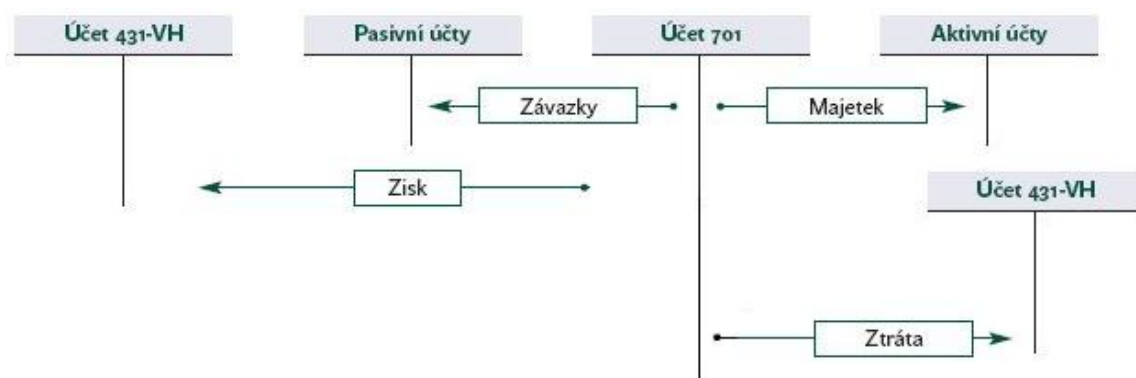 Účet 431-VH
Pasivní účty
Účet 701
Aktivní účty
Závazky
Majetek
Zisk
Účet 431-VH
Ztráta